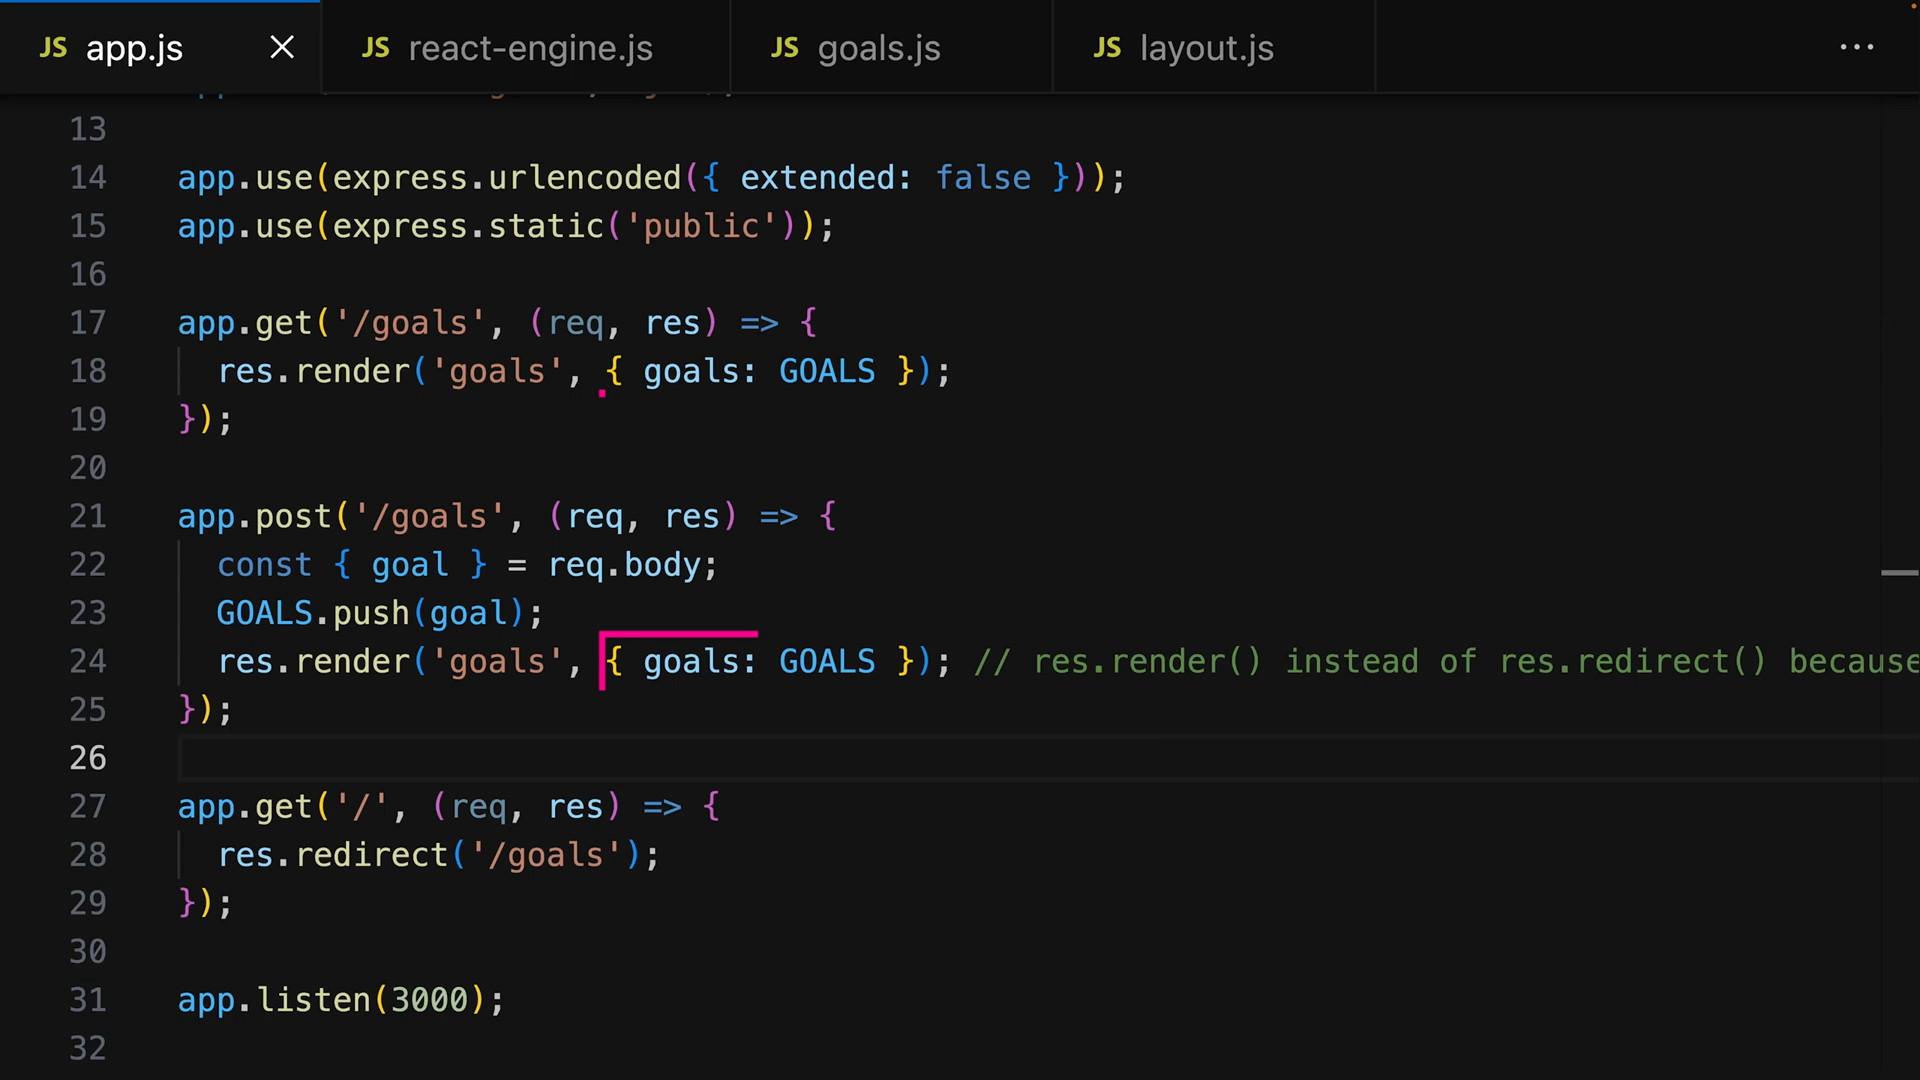 JS app.js JS react-engine.js JS goals.js JS layout.js ...
13
14 app.use(express.urlencoded({ extended: false }));
15 app.use(express.static('public'));
16
17 app.get('/goals', (req, res) => {
18 res.render('goals', { goals: GOALS });
19 });
20
21 app.post('/goals', (req, res) => {
22 const { goal } = req.body;
23 GOALS.push(goal);
24 res.render('goals', { goals: GOALS }); // res.render() instead of res.redirect() because
25 });
26
27 app.get('/', (req, res) => {
28 res.redirect('/goals');
29 });
30
31 app.listen(3000);
32